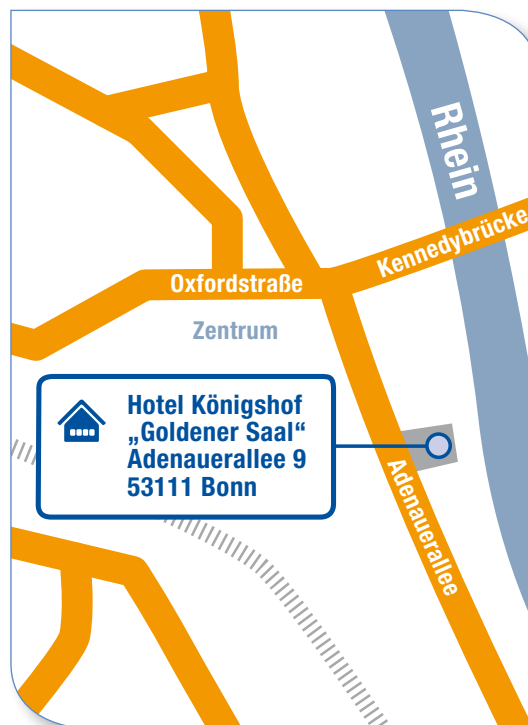 Rhein
Kennedybrücke
Oxfordstraße
Zentrum
Hotel Königshof
„Goldener Saal“
Adenauerallee 9
53111 Bonn
Adenauerallee